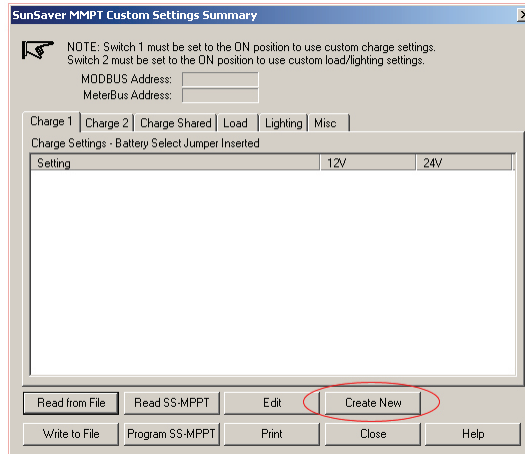 SunSaver MMPT Custom Settings Summary
NOTE: Switch 1 must be set to the ON position to use custom charge settings.
Switch 2 must be set to the ON position to use custom load/lighting settings.
MODBUS Address:
MeterBus Address:
Charge 1 Charge 2 Charge Shared Load Lighting Misc
Charge Settings - Battery Select Jumper Inserted
Setting 12V 24V
Read from File Read SS-MPPT Edit Create New
Write to File Program SS-MPPT Print Close Help